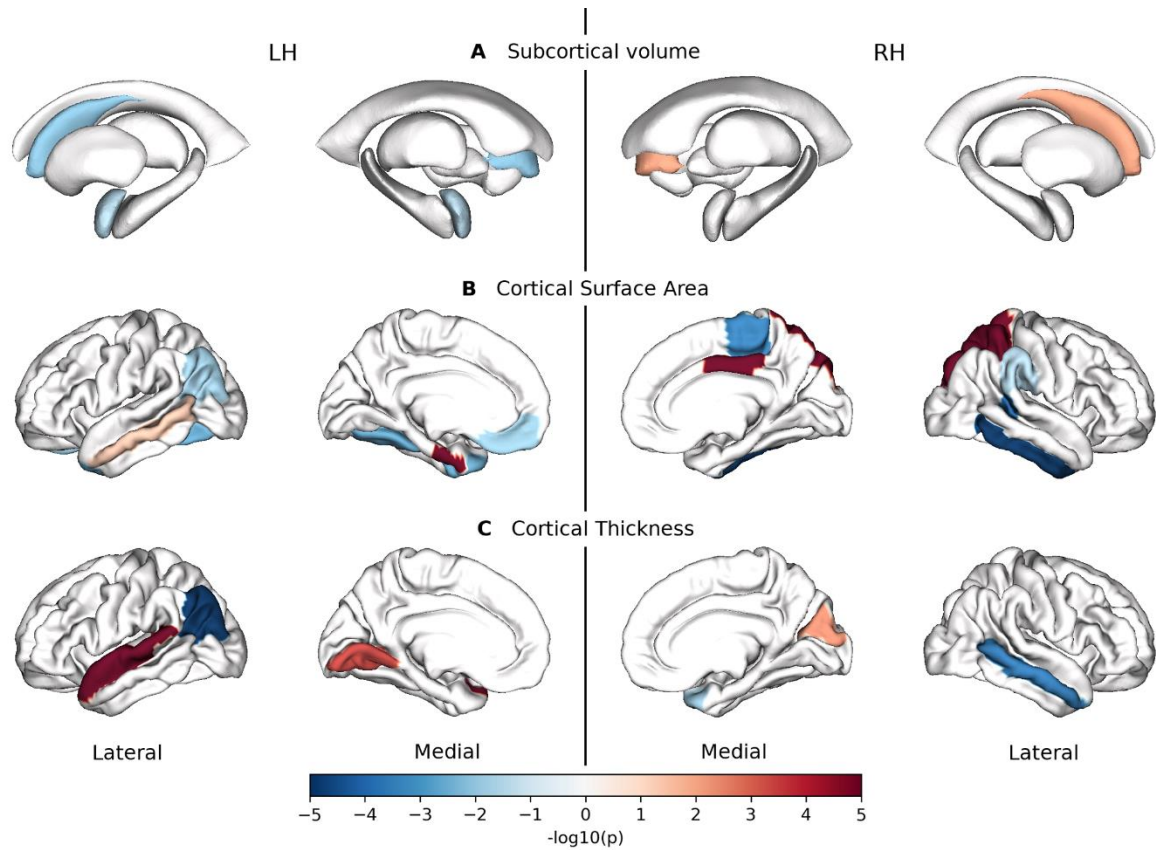 LH
A Subcortical volume
RH
B Cortical Surface Area
C Cortical Thickness
Lateral
Medial
Medial
Lateral
−5 −4 −3 −2 −1 0 1 2 3 4 5
-log10(p)